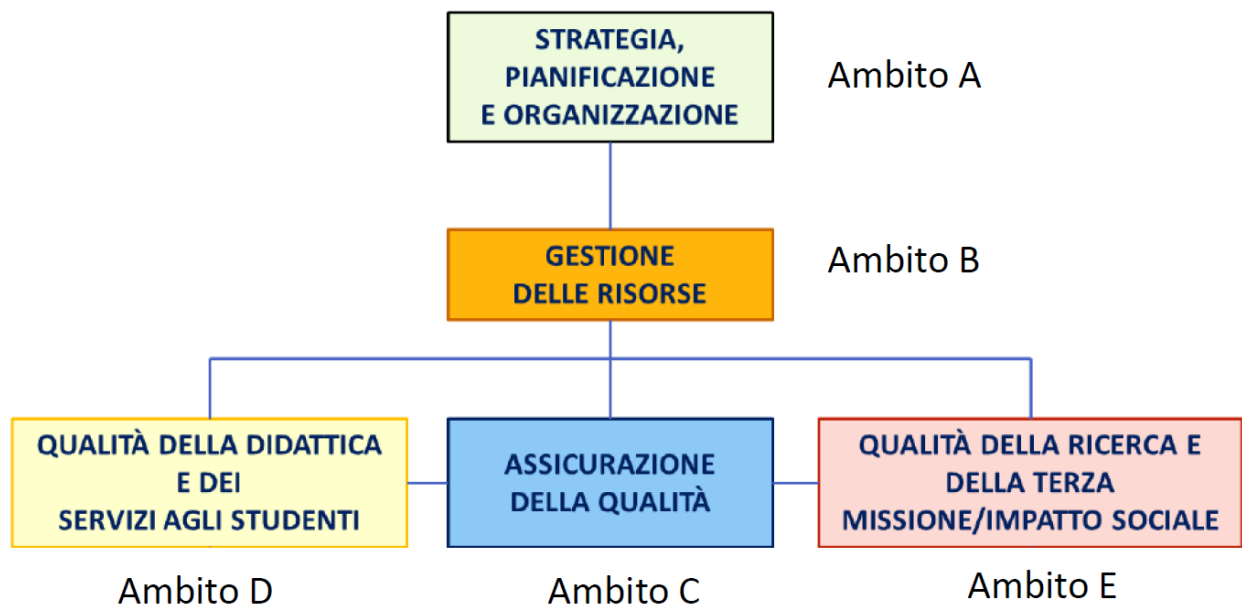 STRATEGIA,
PIANIFICAZIONE
E ORGANIZZAZIONE
Ambito A
GESTIONE
DELLE RISORSE
Ambito B
QUALITÀ DELLA DIDATTICA
E DEI
SERVIZI AGLI STUDENTI
ASSICURAZIONE
DELLA QUALITÀ
QUALITÀ DELLA RICERCA E
DELLA TERZA
MISSIONE/IMPATTO SOCIALE
Ambito D
Ambito C
Ambito E